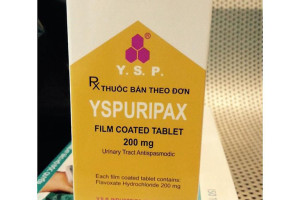 Y. S. P.
Rx THUỐC BÁN THEO ĐƠN
YSPURIPAX
FILM COATED TABLET
200 mg
Urinary Tract Antispasmodic
Each film coated tablet contains:
Flavoxate Hydrochloride 200 mg